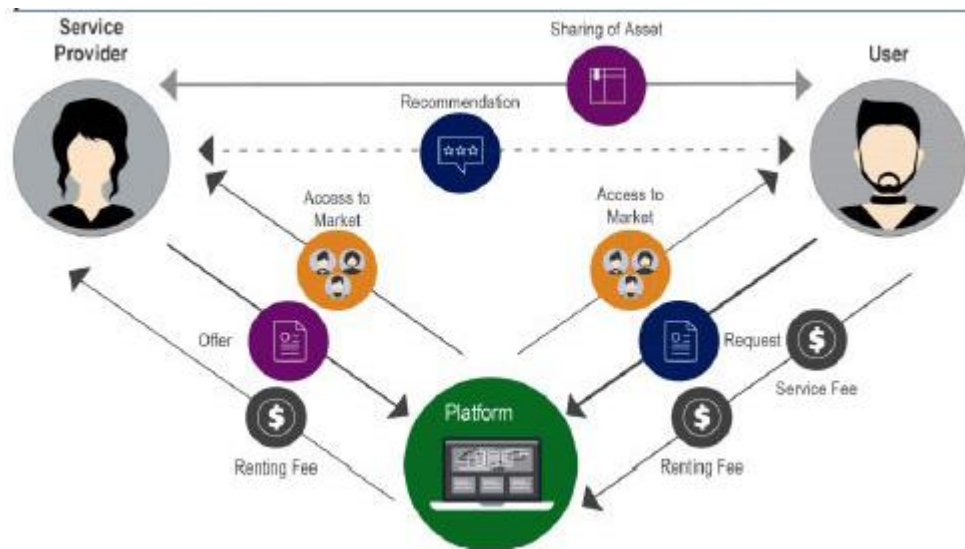 Service
Provider
Sharing of Asset
User
Recommendation
Access to
Market
Access to
Market
Offer
Request
Service Fee
Platform
Renting Fee
Renting Fee